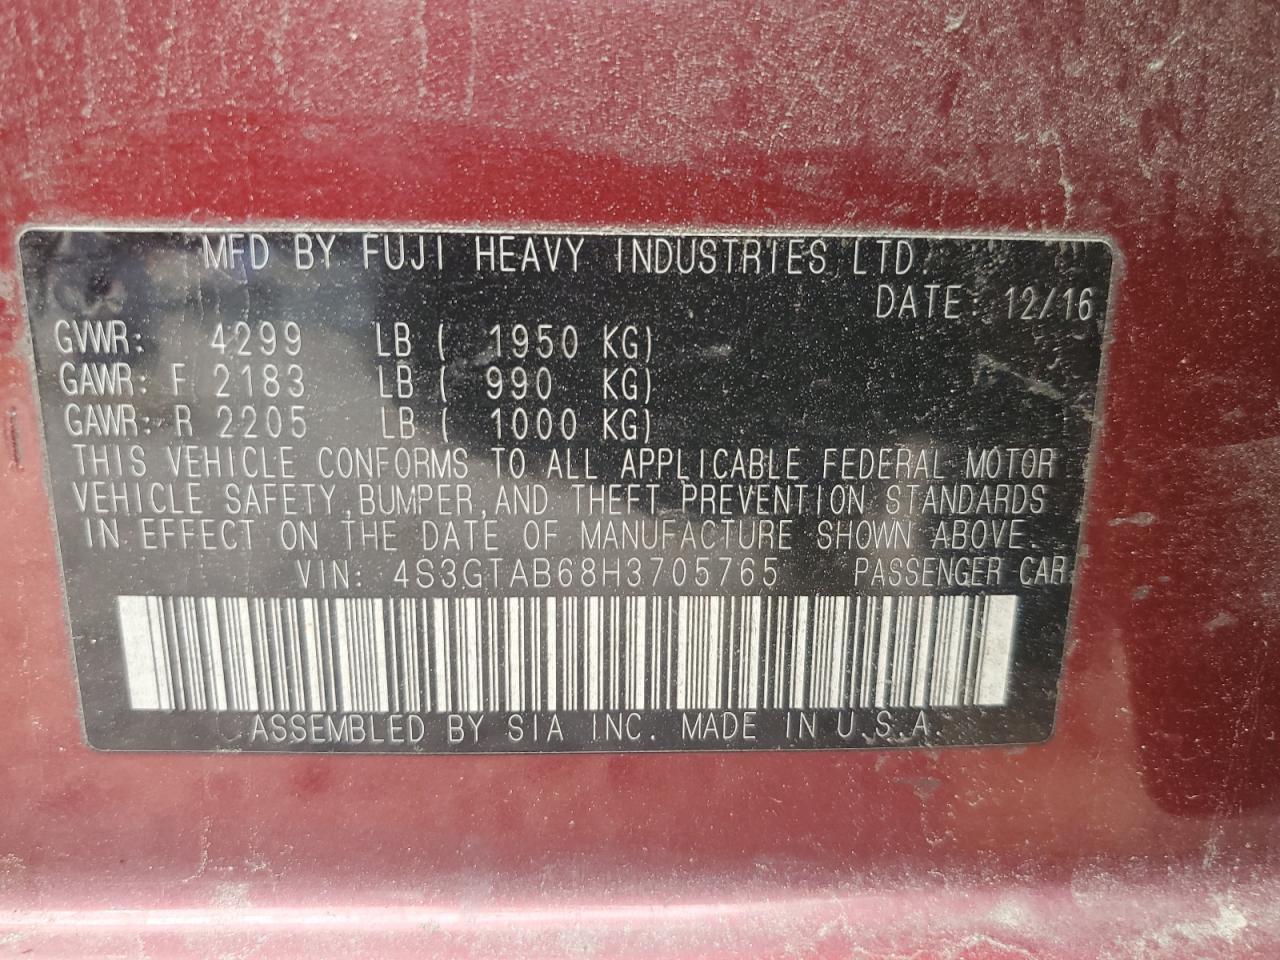 MFD BY FUJI HEAVY INDUSTRIES LTD.
DATE: 12/16
GVWR: 4299 LB ( 1950 KG)
GAWR: F 2183 LB ( 990 KG)
GAWR: R 2205 LB ( 1000 KG)
THIS VEHICLE CONFORMS TO ALL APPLICABLE FEDERAL MOTOR
VEHICLE SAFETY,BUMPER,AND THEFT PREVENTION STANDARDS
IN EFFECT ON THE DATE OF MANUFACTURE SHOWN ABOVE.
VIN: 4S3GTAB68H3705765 PASSENGER CAR
ASSEMBLED BY SIA INC. MADE IN U.S.A.